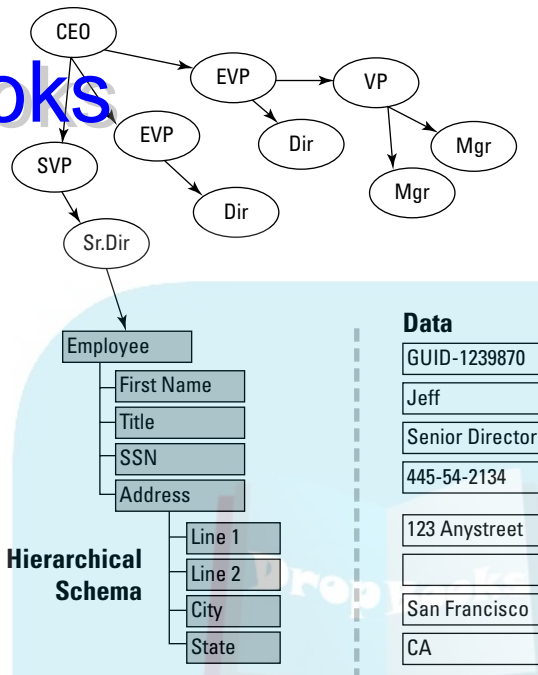 CEO
oks
EVP
VP
EVP
Dir
Mgr
SVP
Mgr
Dir
Sr.Dir
Data
Employee
GUID-1239870
First Name
Jeff
Title
Senior Director
SSN
445-54-2134
Address
123 Anystreet
Line 1
Hierarchical
Schema
Line 2
City
San Francisco
State
CA
DropBooks